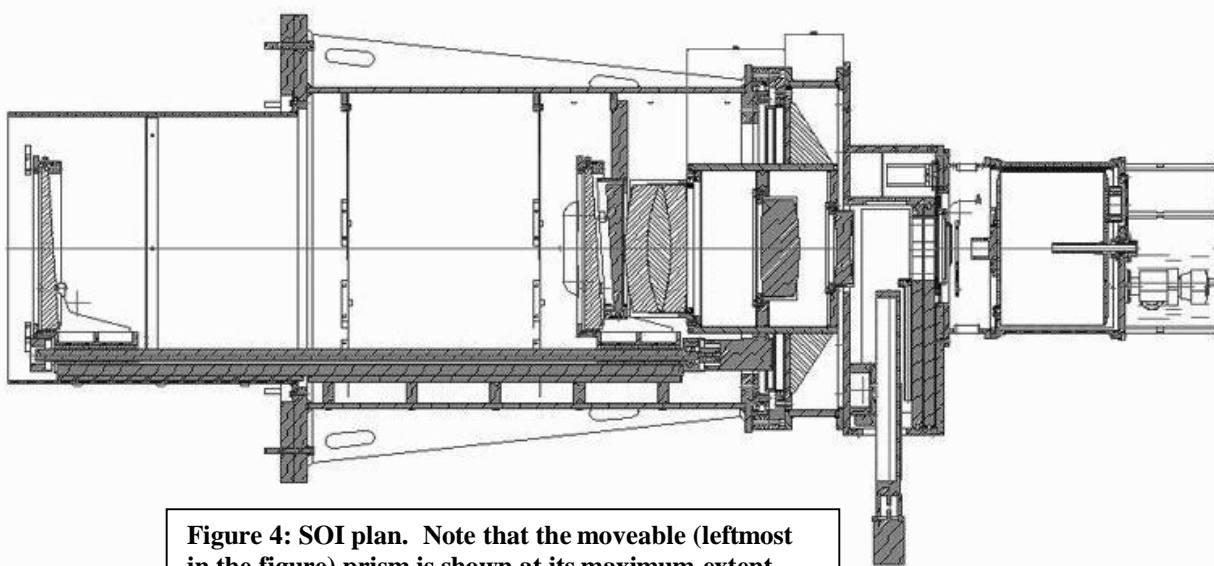 Figure 4: SOI plan. Note that the moveable (leftmost
in the figure) prism is shown at its maximum extent